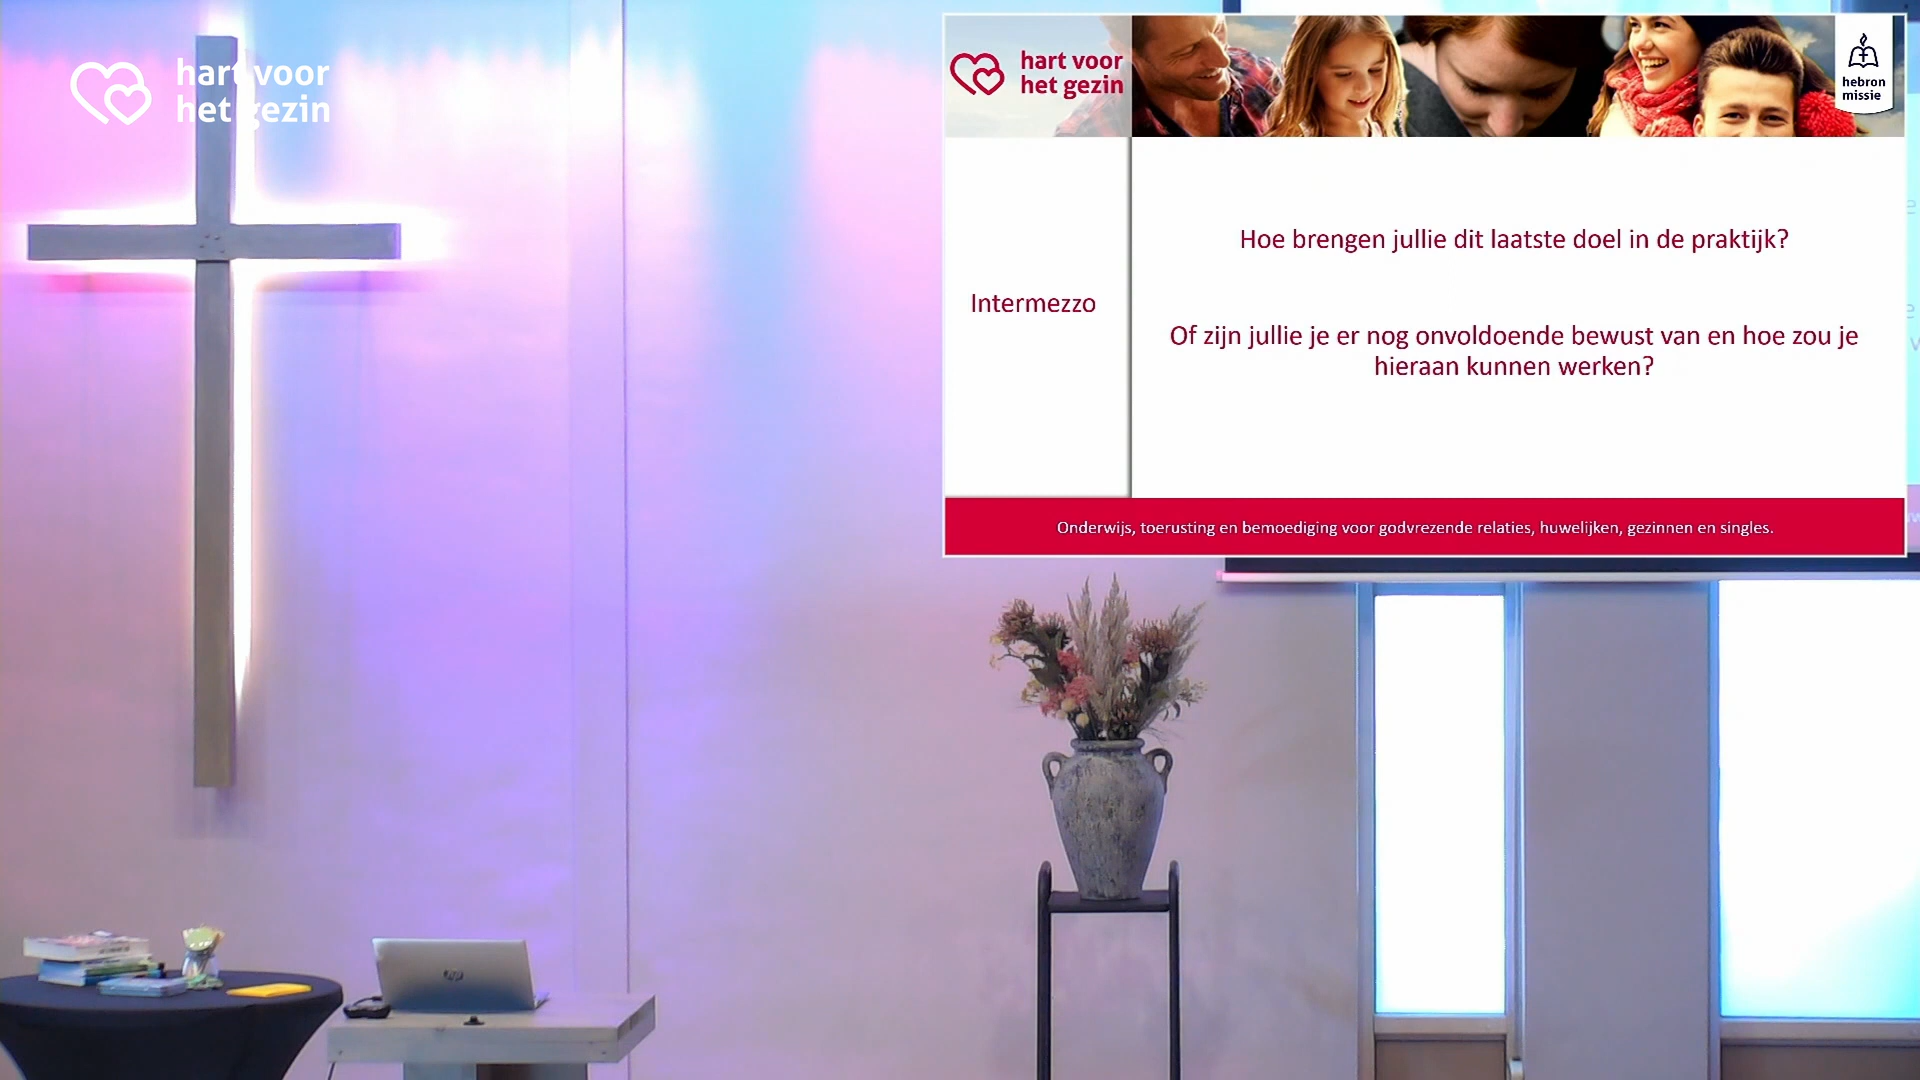 hart voor
het gezin
hart voor
het gezin
hebron
missie
Intermezzo
Hoe brengen jullie dit laatste doel in de praktijk?
Of zijn jullie je er nog onvoldoende bewust van en hoe zou je
hieraan kunnen werken?
Onderwijs, toerusting en bemoediging voor godvrezende relaties, huwelijken, gezinnen en singles.
hp